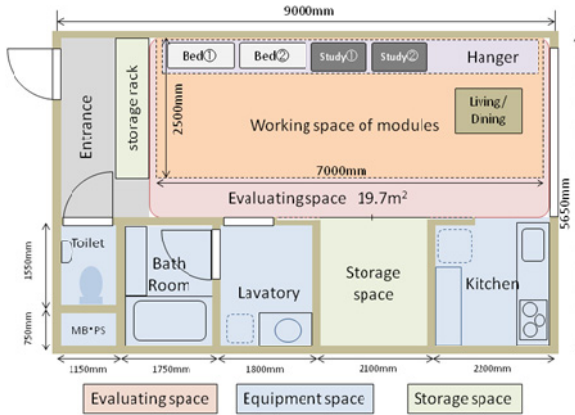 9000mm
Bed①
Bed②
Study①
Study②
Hanger
Entrance
storage rack
2500mm
Living/
Dining
Working space of modules
7000mm
Evaluatingspace 19.7m²
5650mm
Toilet
1550mm
Bath
Room
Lavatory
Storage
space
Kitchen
750mm
MB•PS
1150mm
1750mm
1800mm
2100mm
2200mm
Evaluating space
Equipment space
Storage space